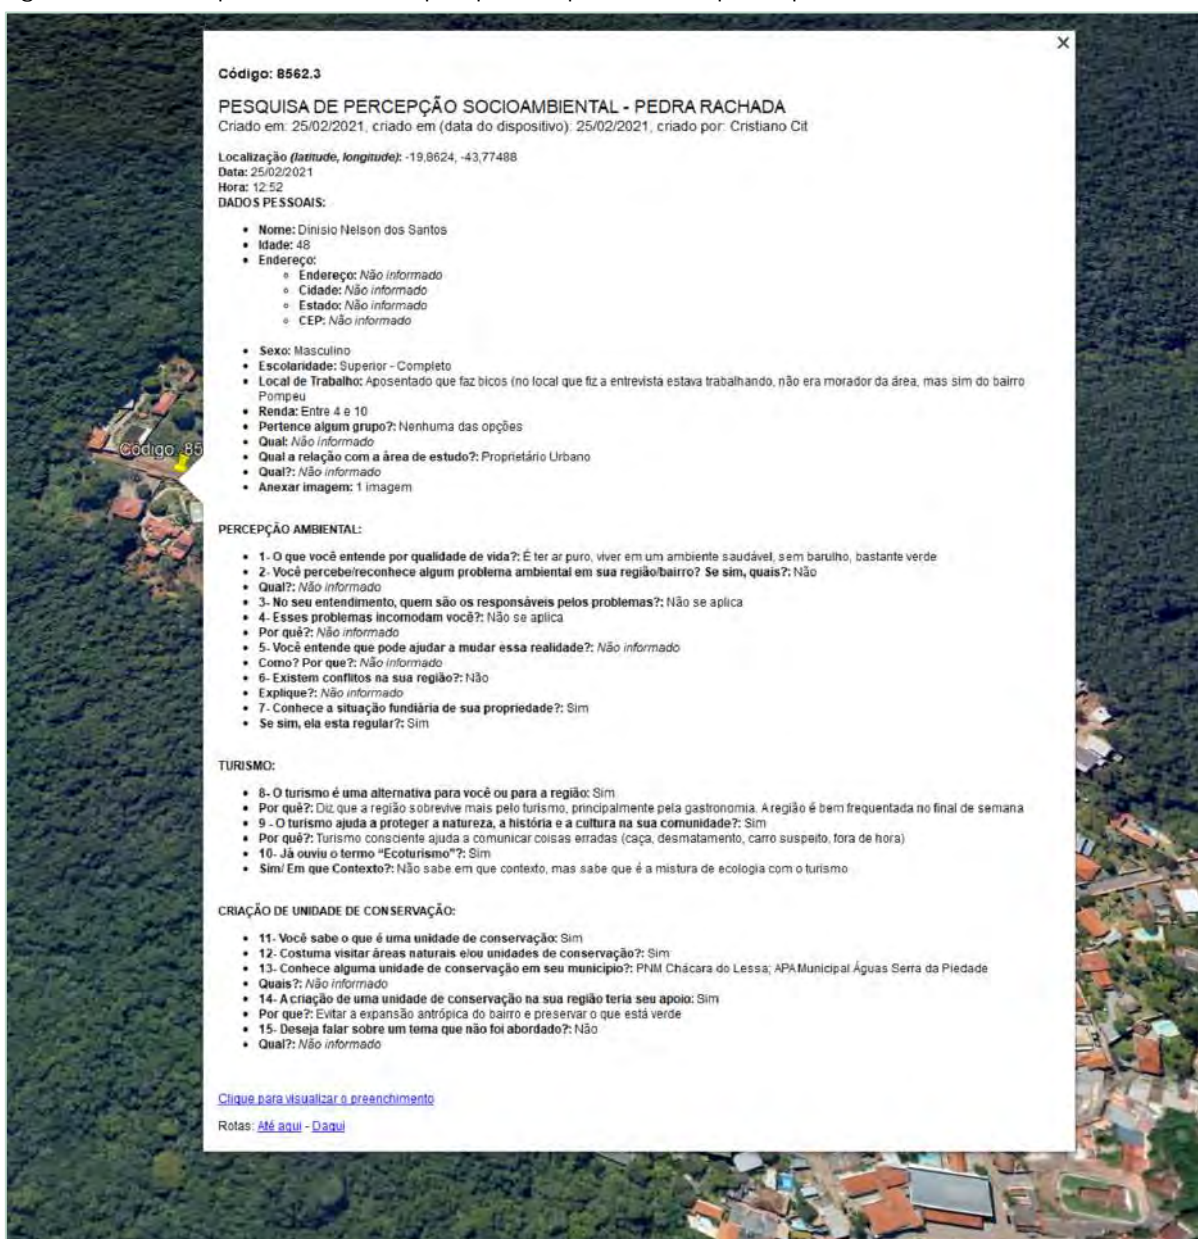 Código: 8562.3
PESQUISA DE PERCEPÇÃO SOCIOAMBIENTAL - PEDRA RACHADA
Criado em: 25/02/2021, criado em (data do dispositivo): 25/02/2021, criado por: Cristiano Cit
Localização (latitude, longitude): -19,8624, -43,77488
Data: 25/02/2021
Hora: 12:52
DADOS PESSOAIS:
• Nome: Dinisio Nelson dos Santos
• Idade: 48
• Endereço:
◦ Endereço: Não informado
◦ Cidade: Não informado
◦ Estado: Não informado
◦ CEP: Não informado
• Sexo: Masculino
• Escolaridade: Superior - Completo
• Local de Trabalho: Aposentado que faz bicos (no local que fiz a entrevista estava trabalhando, não era morador da área, mas sim do bairro
Pompeu
• Renda: Entre 4 e 10
• Pertence algum grupo?: Nenhuma das opções
• Qual: Não informado
• Qual a relação com a área de estudo?: Proprietário Urbano
• Qual?: Não informado
• Anexar imagem: 1 imagem
Código: 85
PERCEPÇÃO AMBIENTAL:
• 1- O que você entende por qualidade de vida?: É ter ar puro, viver em um ambiente saudável, sem barulho, bastante verde
• 2- Você percebe/reconhece algum problema ambiental em sua região/bairro? Se sim, quais?: Não
• Qual?: Não informado
• 3- No seu entendimento, quem são os responsáveis pelos problemas?: Não se aplica
• 4- Esses problemas incomodam você?: Não se aplica
• Por quê?: Não informado
• 5- Você entende que pode ajudar a mudar essa realidade?: Não informado
• Como? Por que?: Não informado
• 6- Existem conflitos na sua região?: Não
• Explique?: Não informado
• 7- Conhece a situação fundiária de sua propriedade?: Sim
• Se sim, ela esta regular?: Sim
TURISMO:
• 8- O turismo é uma alternativa para você ou para a região: Sim
• Por quê?: Diz que a região sobrevive mais pelo turismo, principalmente pela gastronomia. A região é bem frequentada no final de semana
• 9 - O turismo ajuda a proteger a natureza, a história e a cultura na sua comunidade?: Sim
• Por quê?: Turismo consciente ajuda a comunicar coisas erradas (caça, desmatamento, carro suspeito, fora de hora)
• 10- Já ouviu o termo “Ecoturismo”?: Sim
• Sim/ Em que Contexto?: Não sabe em que contexto, mas sabe que é a mistura de ecologia com o turismo
CRIAÇÃO DE UNIDADE DE CONSERVAÇÃO:
• 11- Você sabe o que é uma unidade de conservação: Sim
• 12- Costuma visitar áreas naturais e/ou unidades de conservação?: Sim
• 13- Conhece alguma unidade de conservação em seu município?: PNM Chácara do Lessa; APA Municipal Águas Serra da Piedade
• Quais?: Não informado
• 14- A criação de uma unidade de conservação na sua região teria seu apoio: Sim
• Por que?: Evitar a expansão antrópica do bairro e preservar o que está verde
• 15- Deseja falar sobre um tema que não foi abordado?: Não
• Qual?: Não informado
Clique para visualizar o preenchimento
Rotas: Até aqui - Daqui